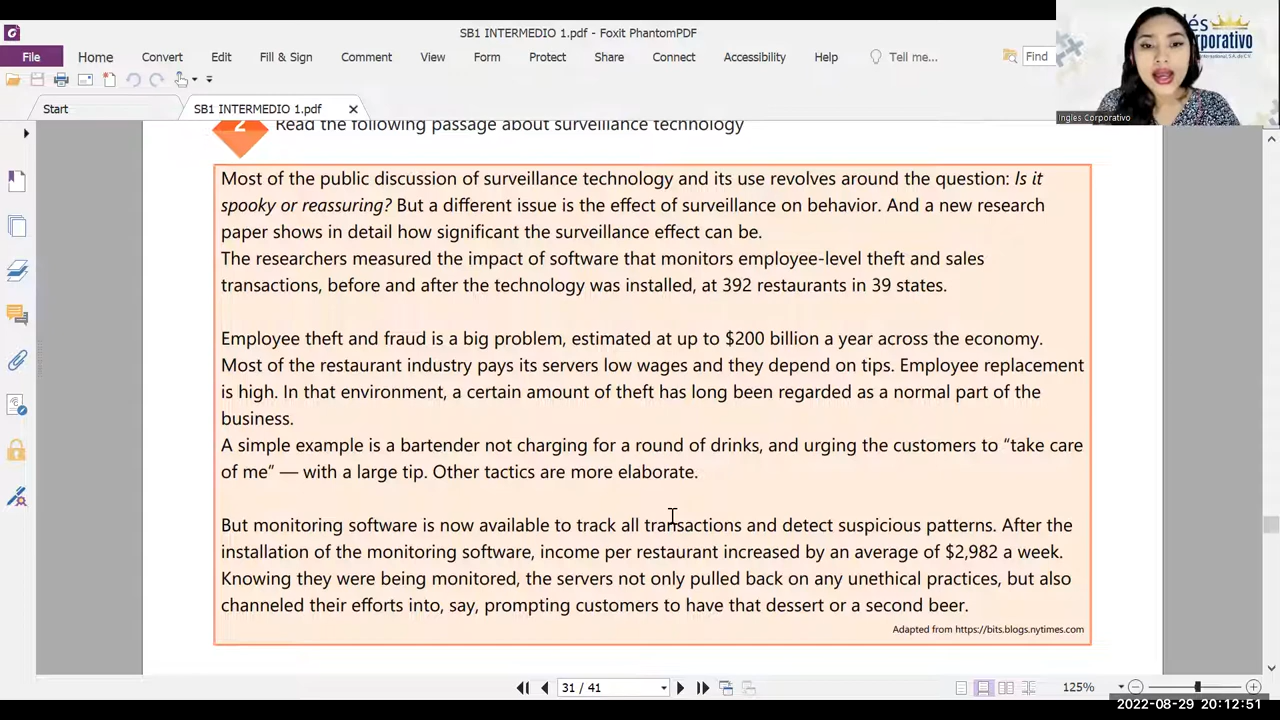 SB1 INTERMEDIO 1.pdf - Foxit PhantomPDF
File Home Convert Edit Fill & Sign Comment View Form Protect Share Connect Accessibility Help Tell me... Find
Start SB1 INTERMEDIO 1.pdf
2 Read the following passage about surveillance technology
Most of the public discussion of surveillance technology and its use revolves around the question: Is it
spooky or reassuring? But a different issue is the effect of surveillance on behavior. And a new research
paper shows in detail how significant the surveillance effect can be.
The researchers measured the impact of software that monitors employee-level theft and sales
transactions, before and after the technology was installed, at 392 restaurants in 39 states.
Employee theft and fraud is a big problem, estimated at up to $200 billion a year across the economy.
Most of the restaurant industry pays its servers low wages and they depend on tips. Employee replacement
is high. In that environment, a certain amount of theft has long been regarded as a normal part of the
business.
A simple example is a bartender not charging for a round of drinks, and urging the customers to “take care
of me” — with a large tip. Other tactics are more elaborate.
But monitoring software is now available to track all transactions and detect suspicious patterns. After the
installation of the monitoring software, income per restaurant increased by an average of $2,982 a week.
Knowing they were being monitored, the servers not only pulled back on any unethical practices, but also
channeled their efforts into, say, prompting customers to have that dessert or a second beer.
Adapted from https://bits.blogs.nytimes.com
31 / 41
125%
Ingles Corporativo
2022-08-29 20:12:51